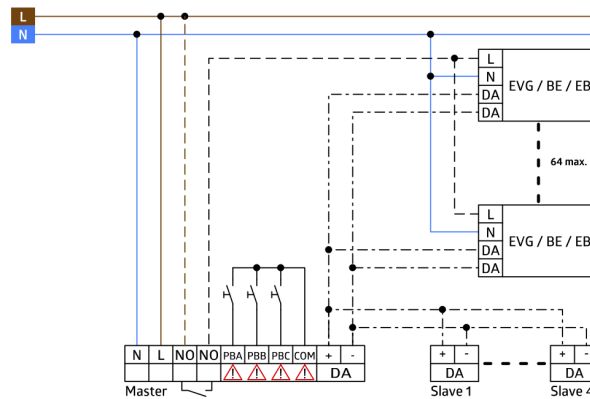 L
N
L
N
DA
DA
EVG / BE / EB
64 max.
L
N
DA
DA
EVG / BE / EB
N L NO NO PBA PBB PBC COM + -
DA
Master
+ -
DA
Slave 1
+ -
DA
Slave 4